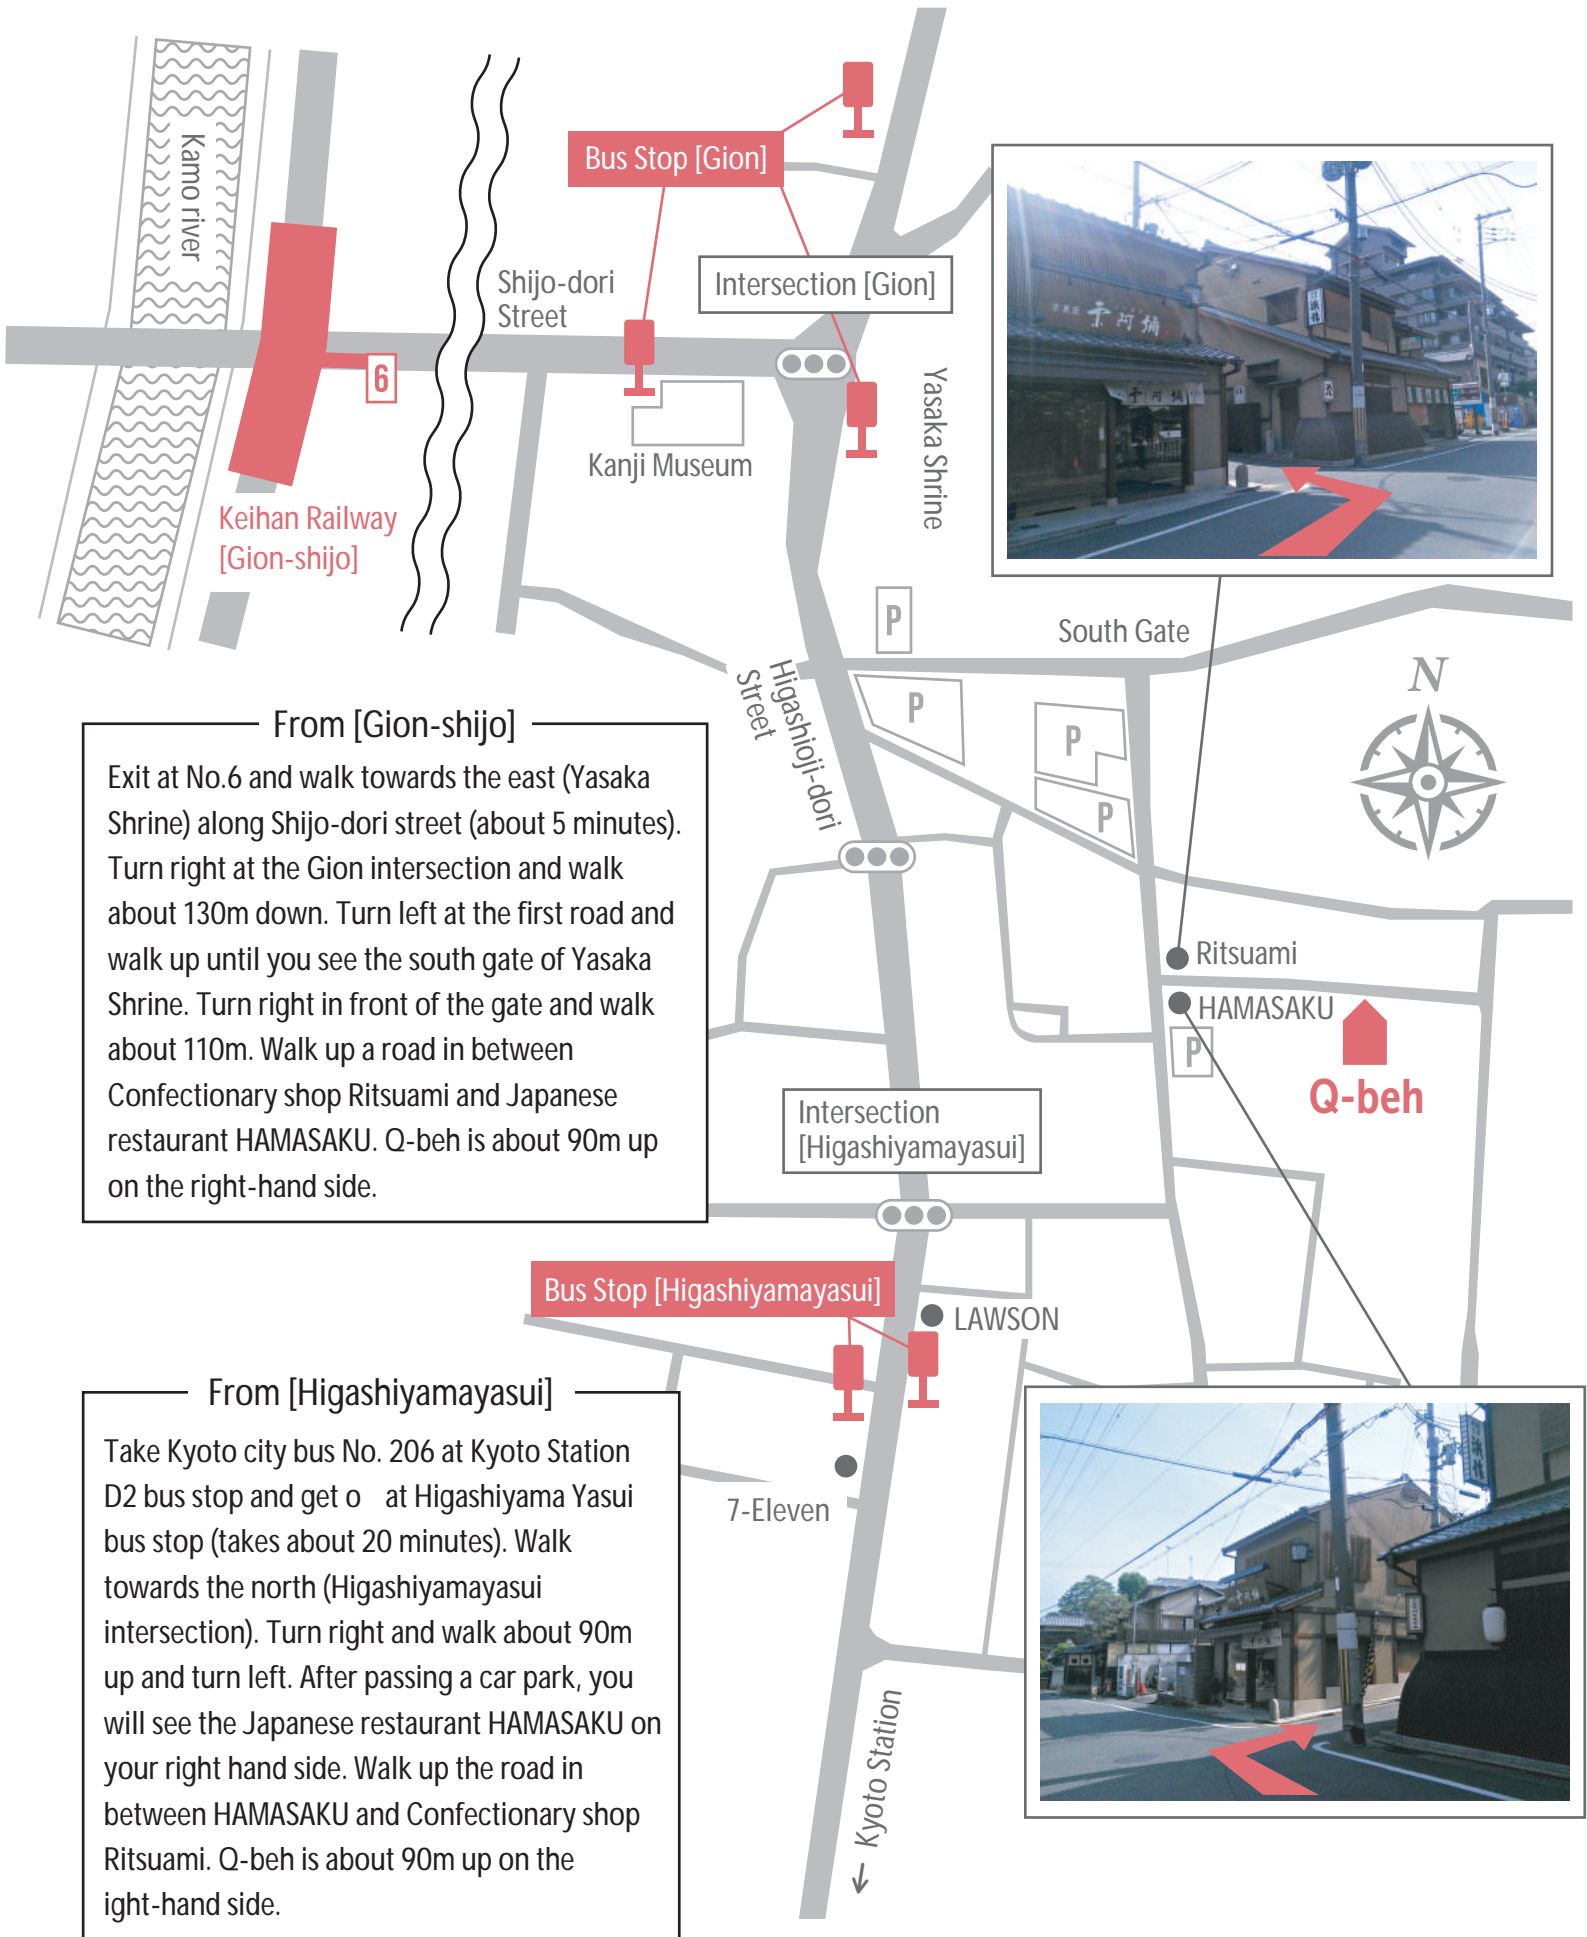 Kamo river
Bus Stop [Gion]
Shijo-dori
Street
Intersection [Gion]
6
Kanji Museum
Yasaka Shrine
Keihan Railway
[Gion-shijo]
P
South Gate
Higashioji-dori
Street
P
P
P
N
From [Gion-shijo]
Exit at No.6 and walk towards the east (Yasaka
Shrine) along Shijo-dori street (about 5 minutes).
Turn right at the Gion intersection and walk
about 130m down. Turn left at the first road and
walk up until you see the south gate of Yasaka
Shrine. Turn right in front of the gate and walk
about 110m. Walk up a road in between
Confectionary shop Ritsuami and Japanese
restaurant HAMASAKU. Q-beh is about 90m up
on the right-hand side.
Ritsuami
HAMASAKU
P
Q-beh
Intersection
[Higashiyamayasui]
Bus Stop [Higashiyamayasui]
LAWSON
7-Eleven
From [Higashiyamayasui]
Take Kyoto city bus No. 206 at Kyoto Station
D2 bus stop and get o at Higashiyama Yasui
bus stop (takes about 20 minutes). Walk
towards the north (Higashiyamayasui
intersection). Turn right and walk about 90m
up and turn left. After passing a car park, you
will see the Japanese restaurant HAMASAKU on
your right hand side. Walk up the road in
between HAMASAKU and Confectionary shop
Ritsuami. Q-beh is about 90m up on the
ight-hand side.
← Kyoto Station